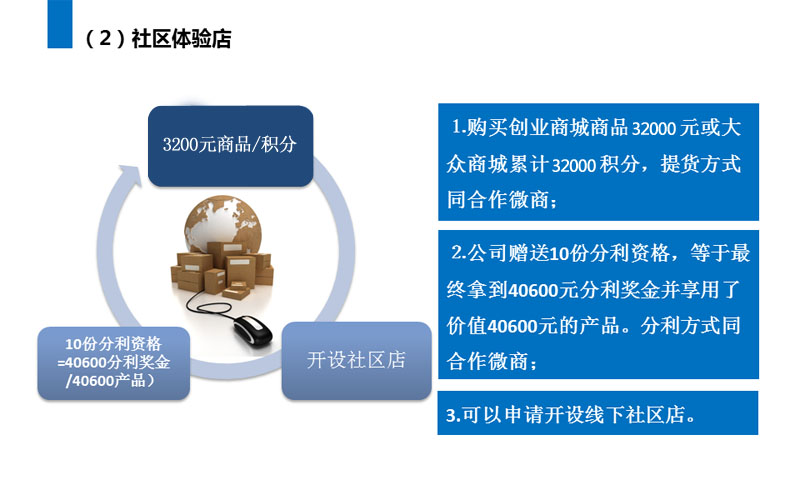 （2）社区体验店
3200元商品/积分
10份分利资格
=40600分利奖金
/40600产品）
开设社区店
1.购买创业商城商品32000 元或大
众商城累计32000 积分，提货方式
同合作微商；
2.公司赠送10份分利资格，等于最
终拿到40600元分利奖金并享用了
价值40600元的产品。分利方式同
合作微商；
3.可以申请开设线下社区店。